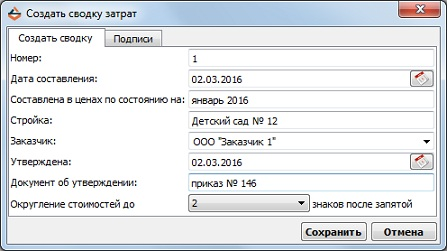 Создать сводку затрат
Создать сводку Подписи
Номер: 1
Дата составления: 02.03.2016
Составлена в ценах по состоянию на: январь 2016
Стройка: Детский сад № 12
Заказчик: ООО "Заказчик 1"
Утверждена: 02.03.2016
Документ об утверждении: приказ № 146
Округление стоимостей до 2 знаков после запятой
Сохранить Отмена